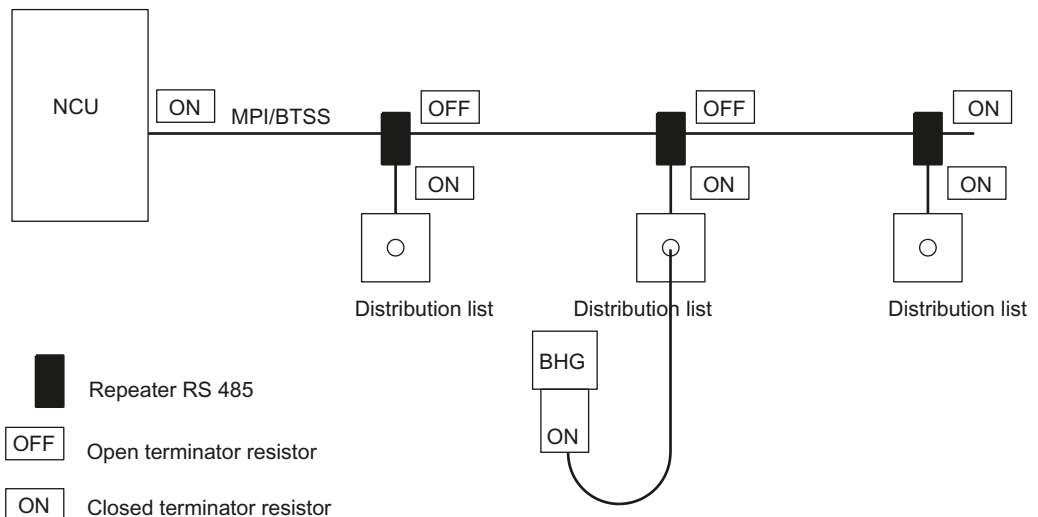 NCU
ON
MPI/BTSS
OFF
OFF
ON
ON
ON
ON
Distribution list
Distribution list
Distribution list
BHG
ON
Repeater RS 485
OFF Open terminator resistor
ON Closed terminator resistor